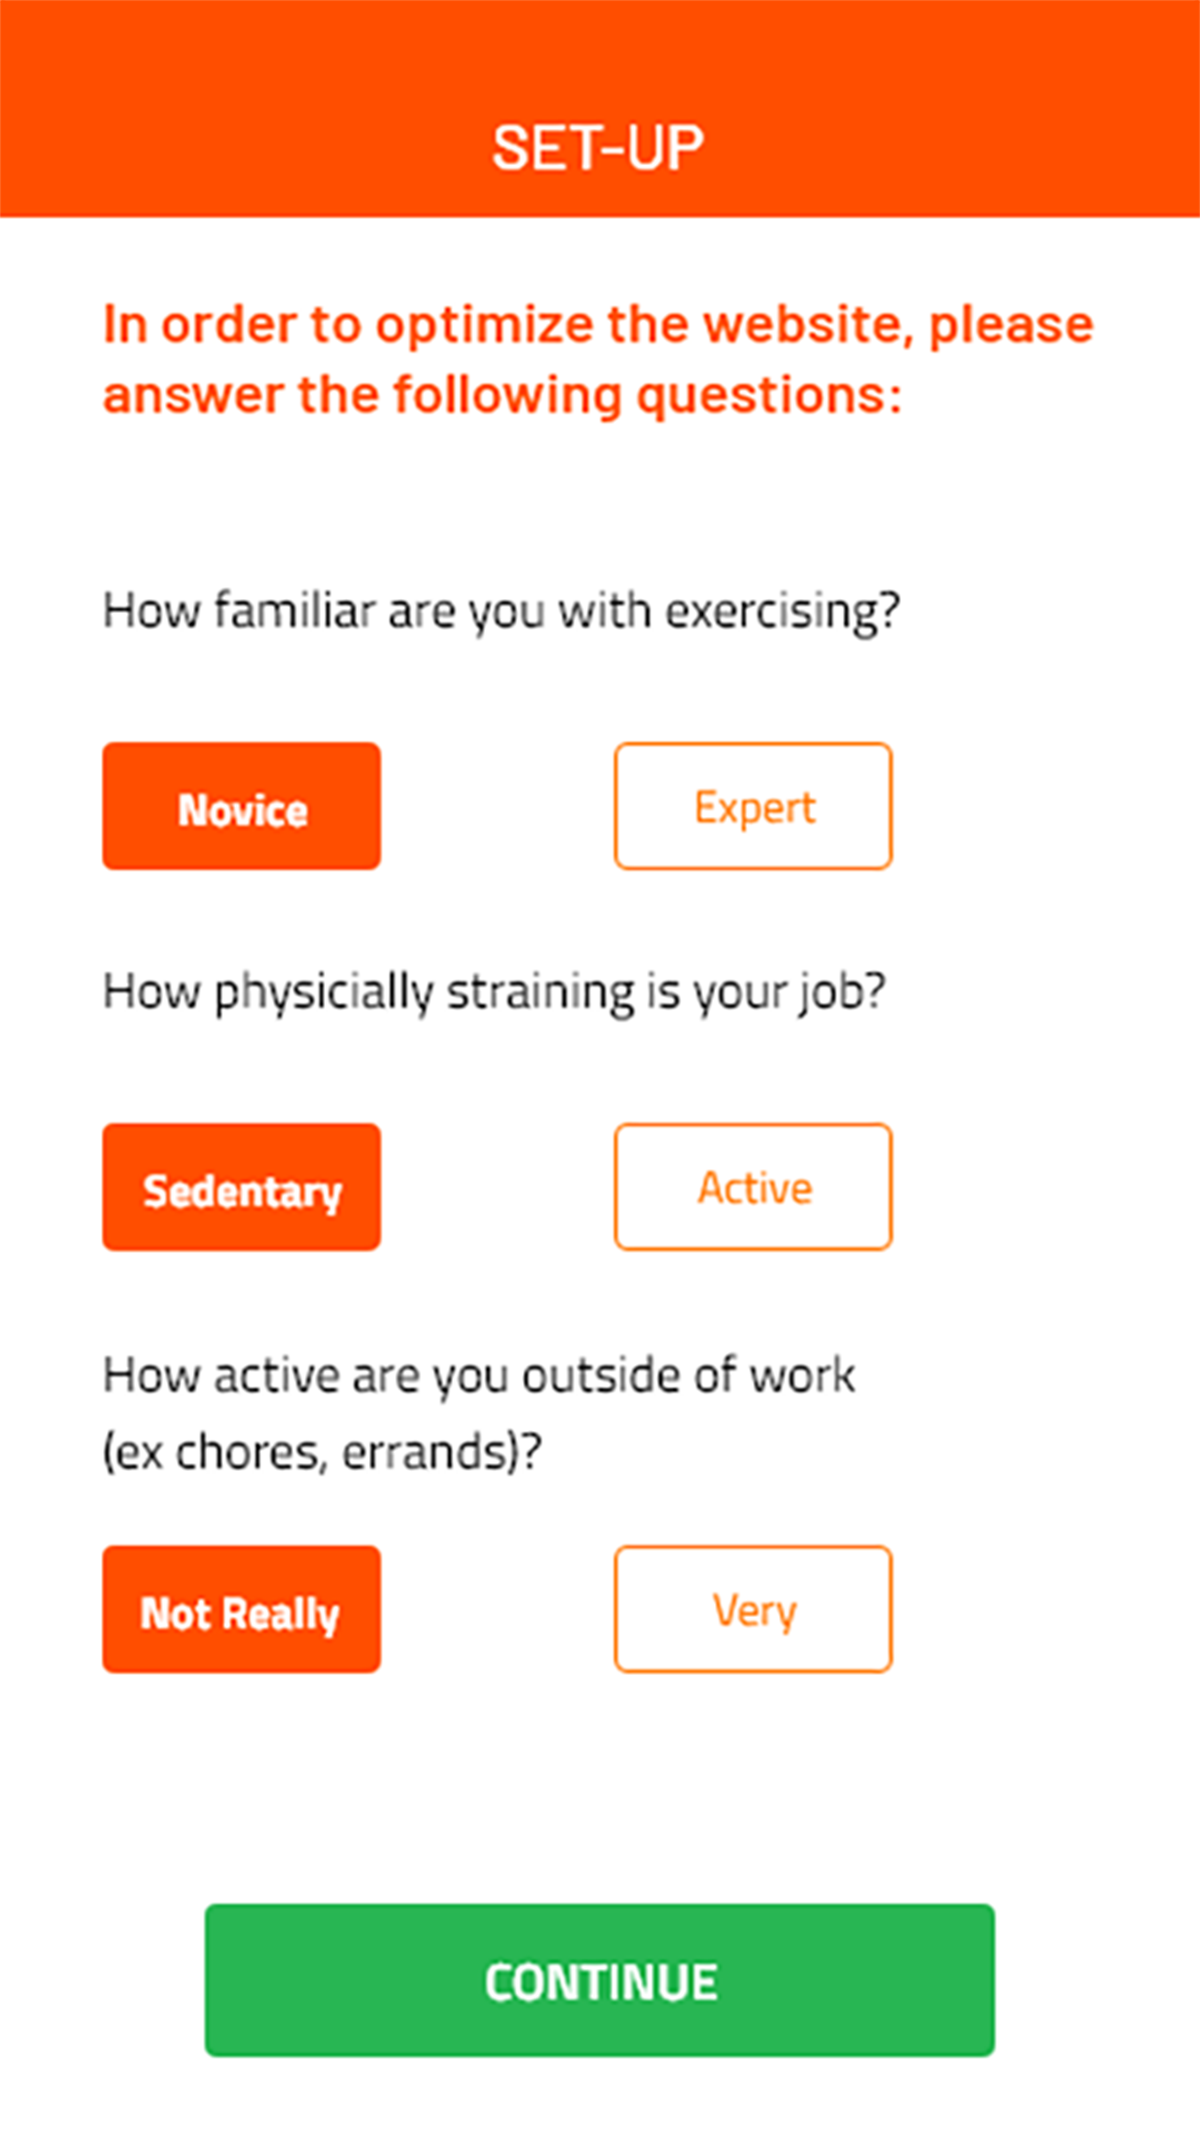 SET-UP
In order to optimize the website, please
answer the following questions:
How familiar are you with exercising?
Novice
Expert
How physicially straining is your job?
Sedentary
Active
How active are you outside of work
(ex chores, errands)?
Not Really
Very
CONTINUE